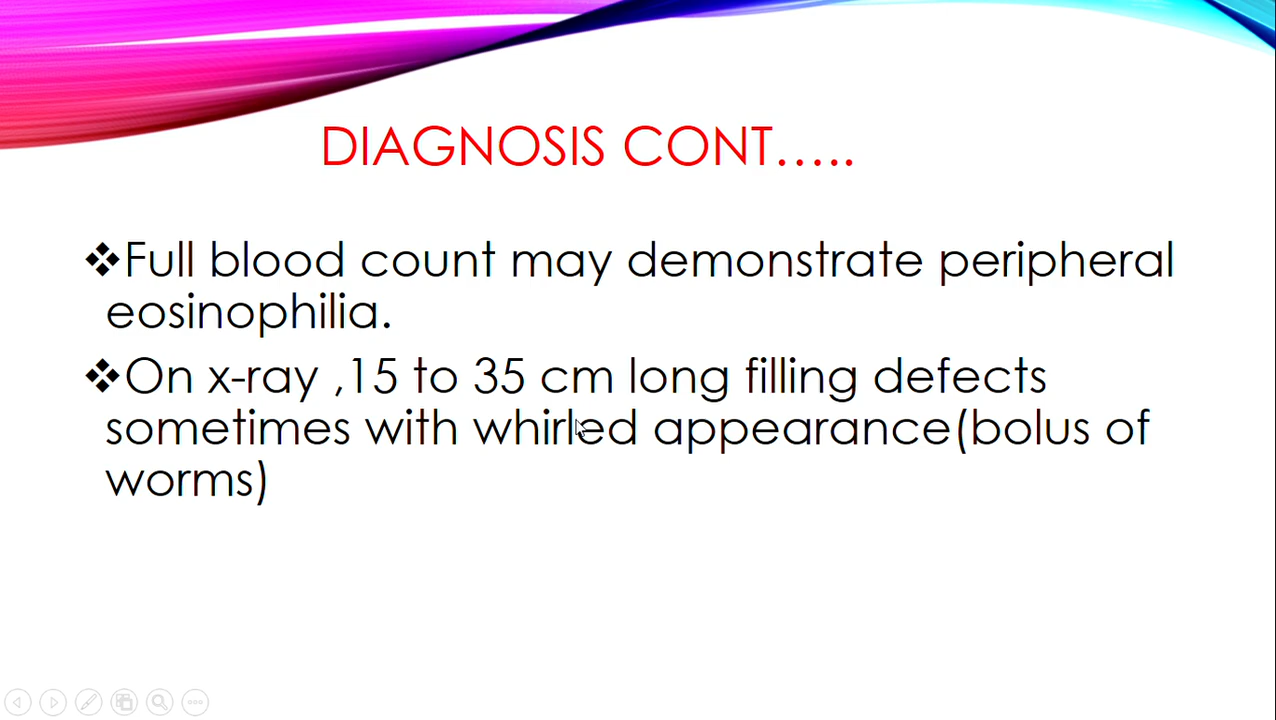 DIAGNOSIS CONT…..
❖Full blood count may demonstrate peripheral
eosinophilia.
❖On x-ray ,15 to 35 cm long filling defects
sometimes with whirled appearance(bolus of
worms)